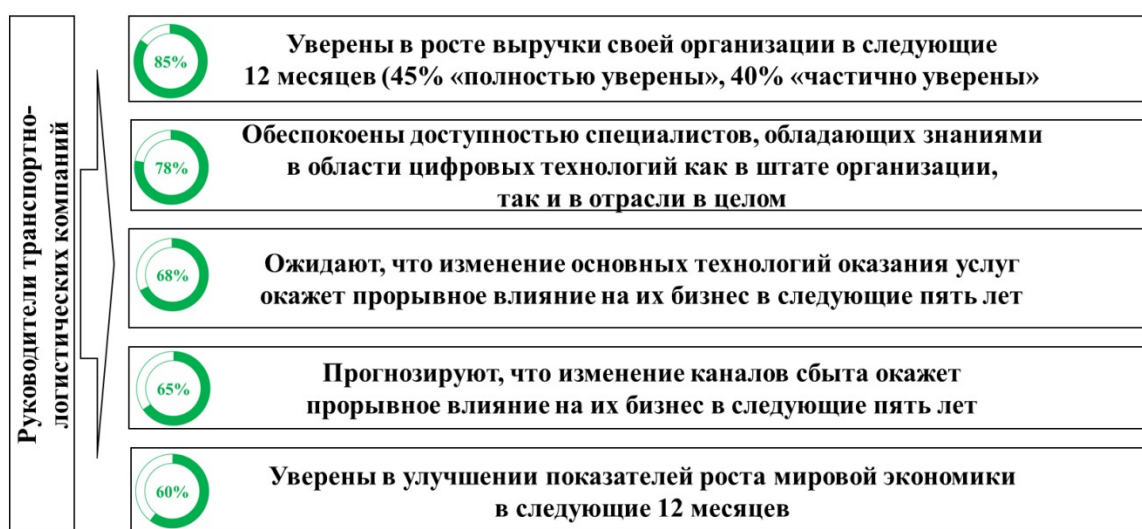 Руководители транспортно-
логистических компаний
85%
Уверены в росте выручки своей организации в следующие
12 месяцев (45% «полностью уверены», 40% «частично уверены»
78%
Обеспокоены доступностью специалистов, обладающих знаниями
в области цифровых технологий как в штате организации,
так и в отрасли в целом
68%
Ожидают, что изменение основных технологий оказания услуг
окажет прорывное влияние на их бизнес в следующие пять лет
65%
Прогнозируют, что изменение каналов сбыта окажет
прорывное влияние на их бизнес в следующие пять лет
60%
Уверены в улучшении показателей роста мировой экономики
в следующие 12 месяцев